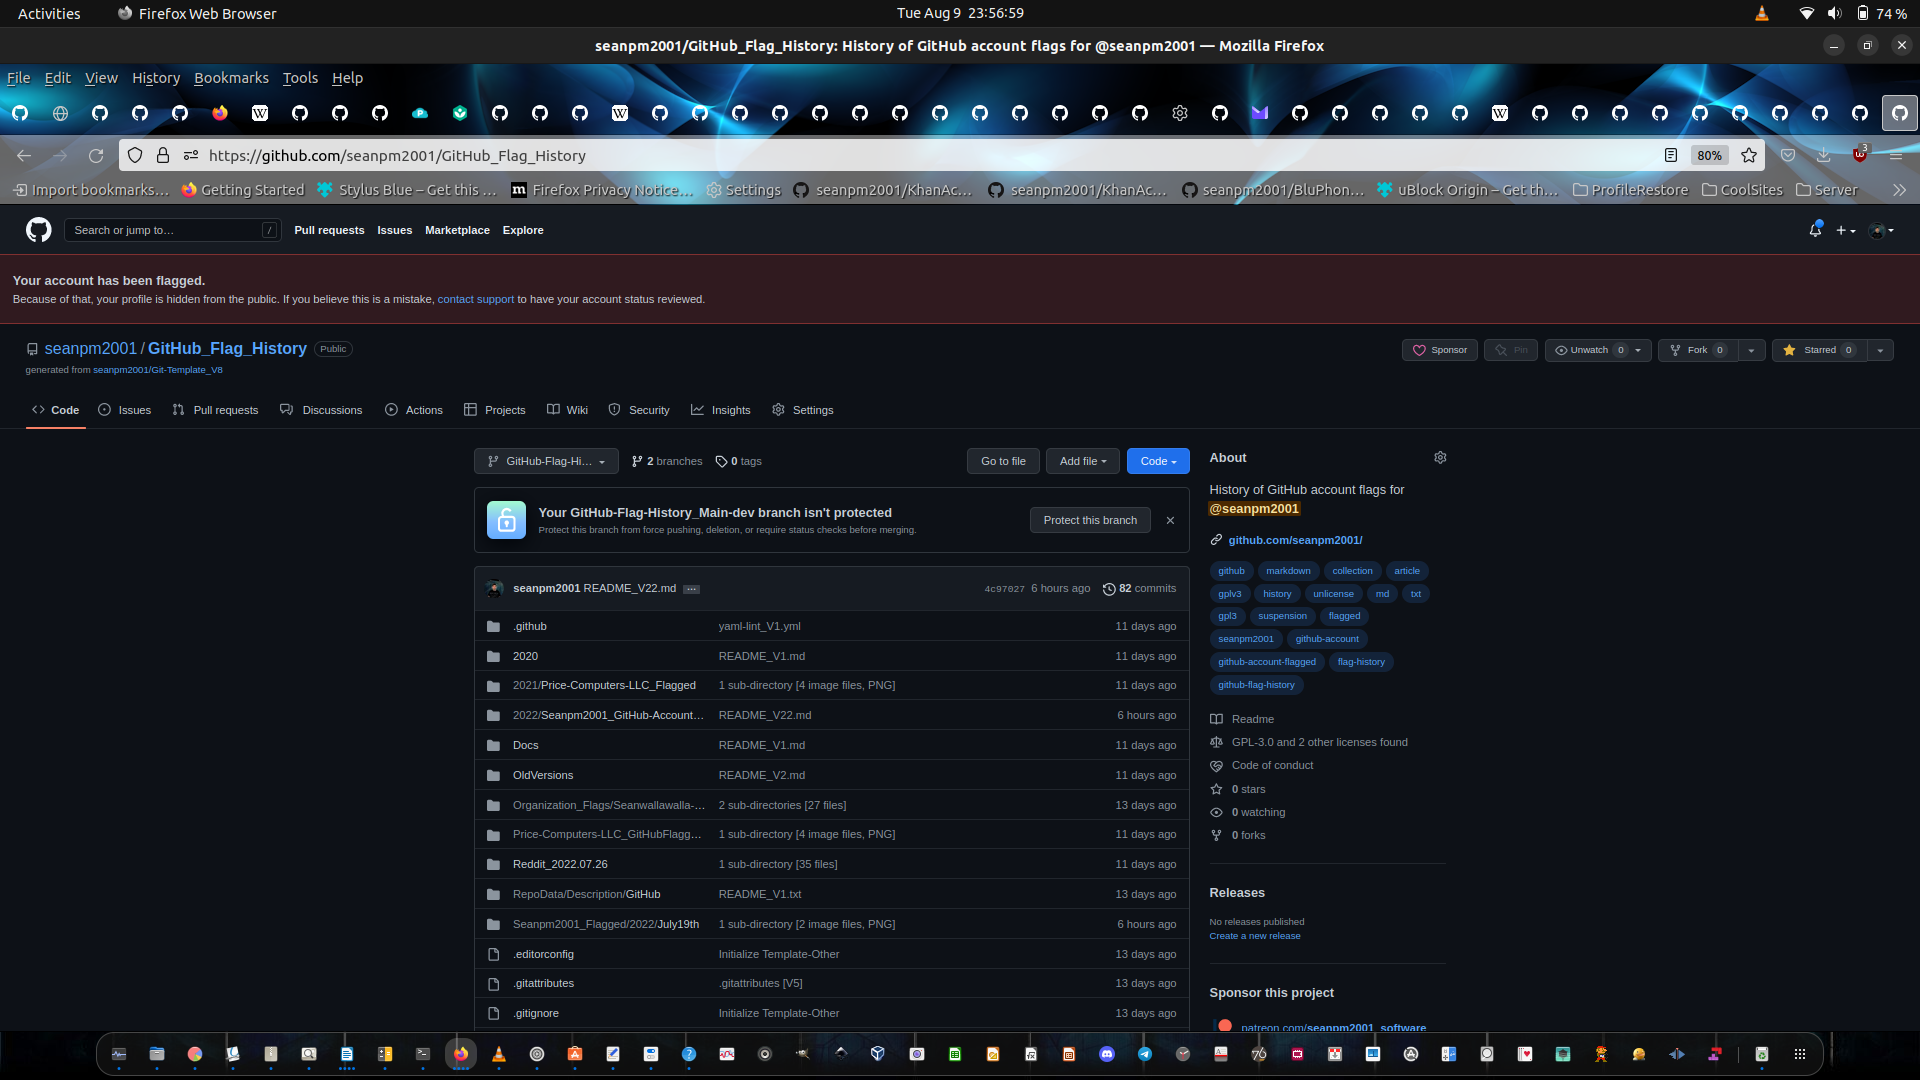 Activities Firefox Web Browser Tue Aug 9 23:56:59 74 %
seanpm2001/GitHub_Flag_History: History of GitHub account flags for @seanpm2001 — Mozilla Firefox
File Edit View History Bookmarks Tools Help
https://github.com/seanpm2001/GitHub_Flag_History 80% 3
Import bookmarks… Getting Started Stylus Blue – Get this … Firefox Privacy Notice… Settings seanpm2001/KhanAc… seanpm2001/KhanAc… seanpm2001/BluPhon… uBlock Origin – Get th… ProfileRestore CoolSites Server
Search or jump to… / Pull requests Issues Marketplace Explore
Your account has been flagged.
Because of that, your profile is hidden from the public. If you believe this is a mistake, contact support to have your account status reviewed.
seanpm2001 / GitHub_Flag_History Public Sponsor Pin Unwatch 0 Fork 0 Starred 0
generated from seanpm2001/Git-Template_V8
Code Issues Pull requests Discussions Actions Projects Wiki Security Insights Settings
GitHub-Flag-Hi… 2 branches 0 tags Go to file Add file Code
Your GitHub-Flag-History_Main-dev branch isn't protected
Protect this branch from force pushing, deletion, or require status checks before merging.
Protect this branch
seanpm2001 README_V22.md … 4c97027 6 hours ago 82 commits
.github yaml-lint_V1.yml 11 days ago
2020 README_V1.md 11 days ago
2021/Price-Computers-LLC_Flagged 1 sub-directory [4 image files, PNG] 11 days ago
2022/Seanpm2001_GitHub-Account… README_V22.md 6 hours ago
Docs README_V1.md 11 days ago
OldVersions README_V2.md 11 days ago
Organization_Flags/Seanwallawalla-… 2 sub-directories [27 files] 13 days ago
Price-Computers-LLC_GitHubFlagg… 1 sub-directory [4 image files, PNG] 11 days ago
Reddit_2022.07.26 1 sub-directory [35 files] 11 days ago
RepoData/Description/GitHub README_V1.txt 13 days ago
Seanpm2001_Flagged/2022/July19th 1 sub-directory [2 image files, PNG] 6 hours ago
.editorconfig Initialize Template-Other 13 days ago
.gitattributes .gitattributes [V5] 13 days ago
.gitignore Initialize Template-Other 13 days ago
About
History of GitHub account flags for
@seanpm2001
github.com/seanpm2001/
github markdown collection article
gplv3 history unlicense md txt
gpl3 suspension flagged
seanpm2001 github-account
github-account-flagged flag-history
github-flag-history
Readme
GPL-3.0 and 2 other licenses found
Code of conduct
0 stars
0 watching
0 forks
Releases
No releases published
Create a new release
Sponsor this project
patreon.com/seanpm2001_software